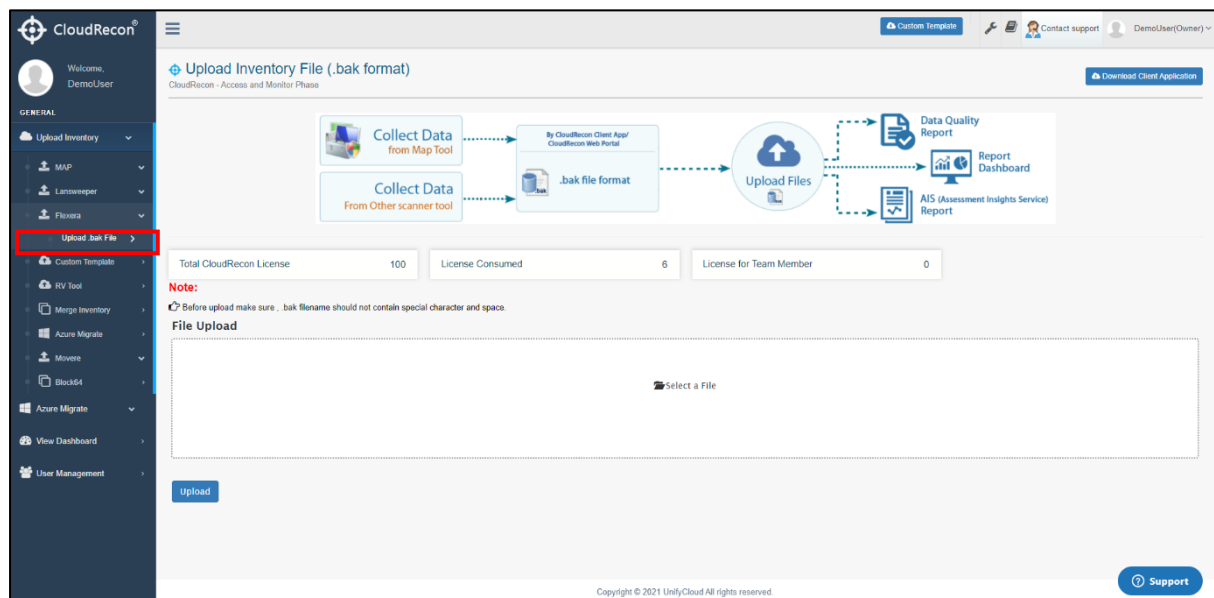 CloudRecon®
Custom Template
Contact support
DemoUser(Owner)
Welcome,
DemoUser
GENERAL
Upload Inventory
MAP
Lansweeper
Flexera
Upload .bak File
Custom Template
RV Tool
Merge Inventory
Azure Migrate
Movere
Block64
Azure Migrate
View Dashboard
User Management
Upload Inventory File (.bak format)
CloudRecon - Access and Monitor Phase
Download Client Application
Collect Data
from Map Tool
Collect Data
From Other scanner tool
By CloudRecon Client App/
CloudRecon Web Portal
.bak file format
.bak
Upload Files
Data Quality
Report
Report
Dashboard
AIS (Assessment Insights Service)
Report
Total CloudRecon License 100
License Consumed 6
License for Team Member 0
Note:
Before upload make sure , .bak filename should not contain special character and space.
File Upload
Select a File
Upload
Copyright © 2021 UnifyCloud All rights reserved.
Support